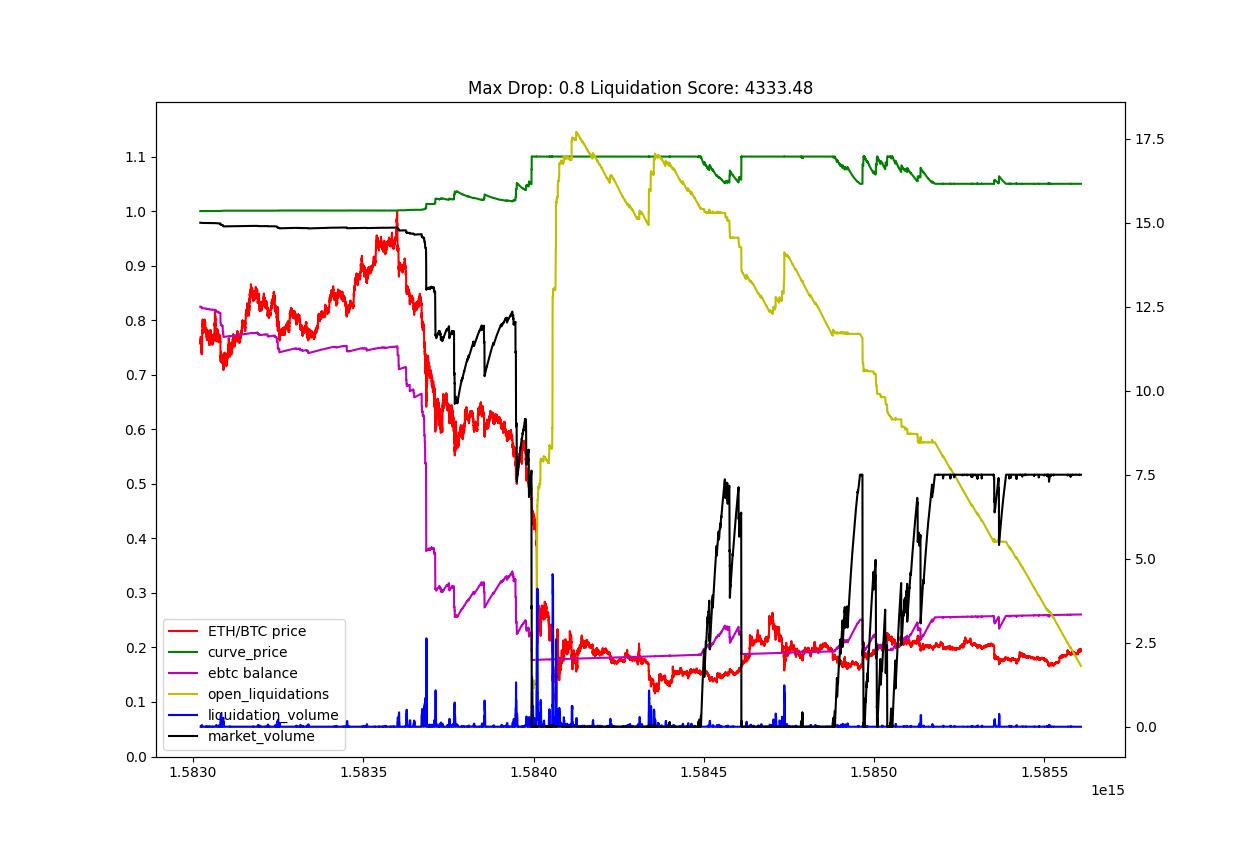 Max Drop: 0.8 Liquidation Score: 4333.48
1.1
1.0
0.9
0.8
0.7
0.6
0.5
0.4
0.3
0.2
0.1
0.0
17.5
15.0
12.5
10.0
7.5
5.0
2.5
0.0
ETH/BTC price
curve_price
ebtc balance
open_liquidations
liquidation_volume
market_volume
1.5830 1.5835 1.5840 1.5845 1.5850 1.5855
1e15